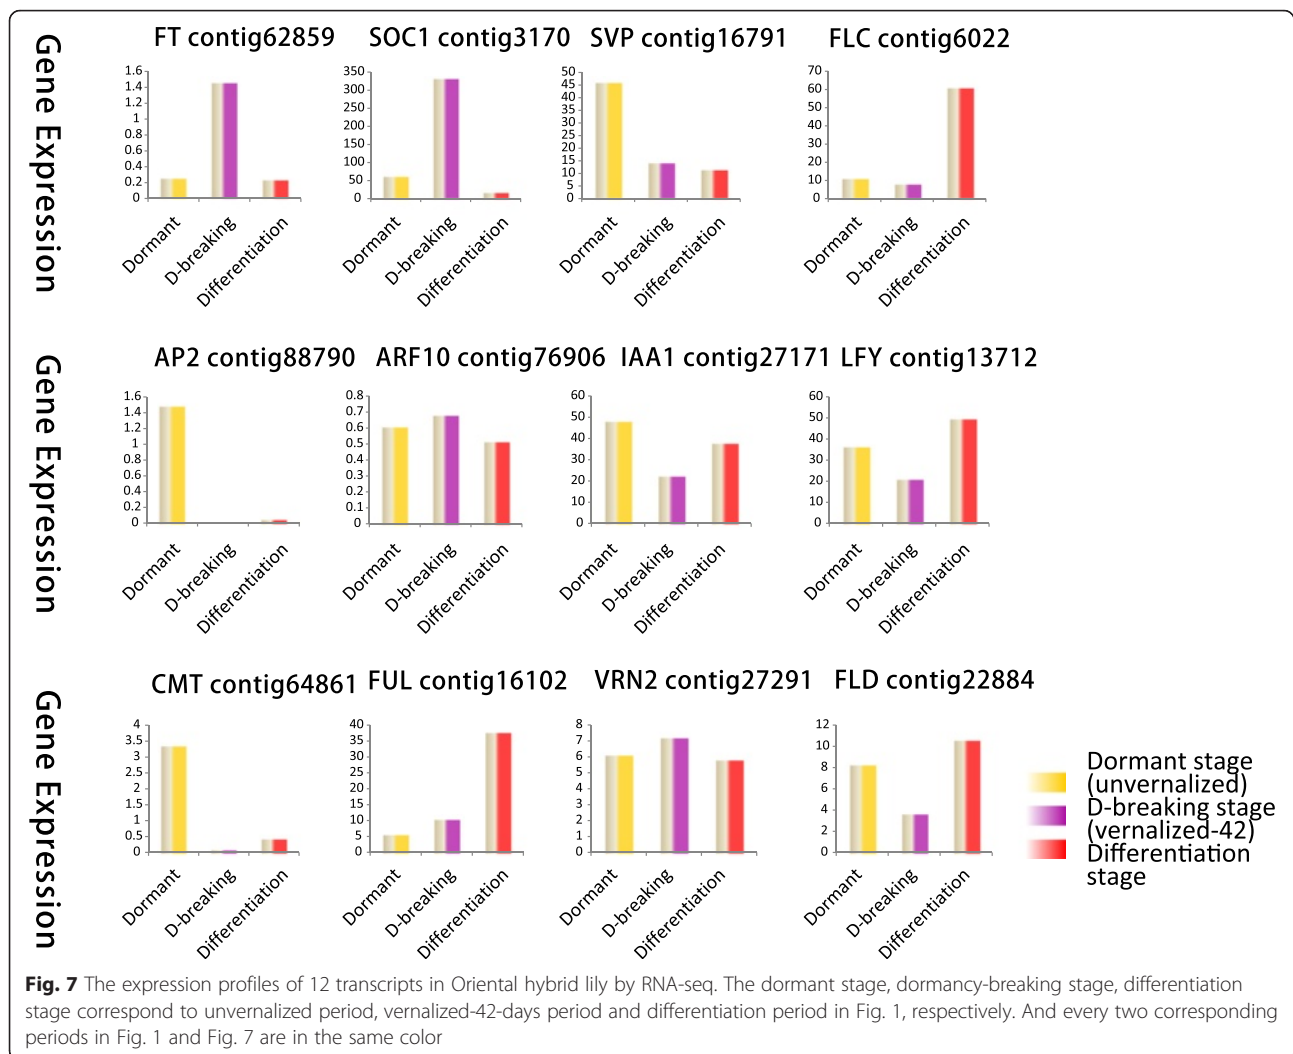 Gene Expression
FT contig62859
1.6
1.4
1.2
1
0.8
0.6
0.4
0.2
0
Dormant
D-breaking
Differentiation
SOC1 contig3170
350
300
250
200
150
100
50
0
Dormant
D-breaking
Differentiation
SVP contig16791
50
45
40
35
30
25
20
15
10
5
0
Dormant
D-breaking
Differentiation
FLC contig6022
70
60
50
40
30
20
10
0
Dormant
D-breaking
Differentiation
Gene Expression
AP2 contig88790
1.6
1.4
1.2
1
0.8
0.6
0.4
0.2
0
Dormant
D-breaking
Differentiation
ARF10 contig76906
0.8
0.7
0.6
0.5
0.4
0.3
0.2
0.1
0
Dormant
D-breaking
Differentiation
IAA1 contig27171
60
50
40
30
20
10
0
Dormant
D-breaking
Differentiation
LFY contig13712
60
50
40
30
20
10
0
Dormant
D-breaking
Differentiation
Gene Expression
CMT contig64861
4
3.5
3
2.5
2
1.5
1
0.5
0
Dormant
D-breaking
Differentiation
FUL contig16102
40
35
30
25
20
15
10
5
0
Dormant
D-breaking
Differentiation
VRN2 contig27291
8
7
6
5
4
3
2
1
0
Dormant
D-breaking
Differentiation
FLD contig22884
12
10
8
6
4
2
0
Dormant
D-breaking
Differentiation
Dormant stage
(unvernalized)
D-breaking stage
(vernalized-42)
Differentiation
stage
Fig. 7 The expression profiles of 12 transcripts in Oriental hybrid lily by RNA-seq. The dormant stage, dormancy-breaking stage, differentiation
stage correspond to unvernalized period, vernalized-42-days period and differentiation period in Fig. 1, respectively. And every two corresponding
periods in Fig. 1 and Fig. 7 are in the same color